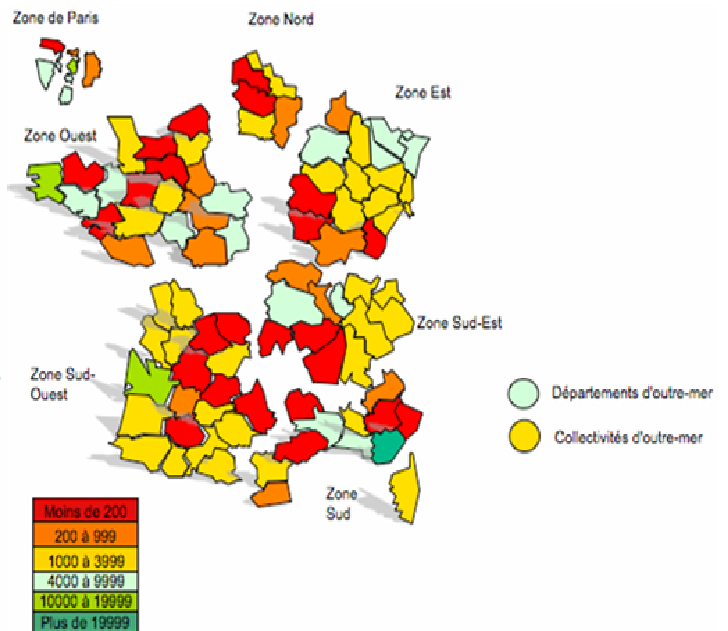 Zone de Paris
Zone Nord
Zone Est
Zone Ouest
Zone Sud-Est
Zone Sud-
Ouest
Départements d'outre-mer
Collectivités d'outre-mer
Zone
Sud
Moins de 200
200 à 999
1000 à 3999
4000 à 9999
10000 à 19999
Plus de 19999